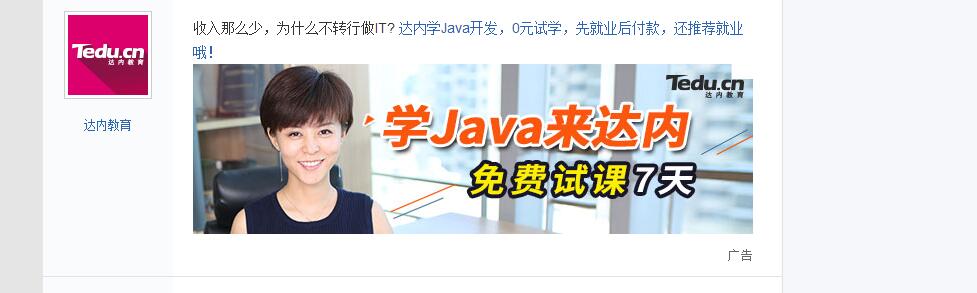 Tedu.cn
达内教育
达内教育
收入那么少，为什么不转行做IT? 达内学Java开发，0元试学，先就业后付款，还推荐就业
哦！
Tedu.cn
达内教育
学Java来达内
免费试课7天
广告